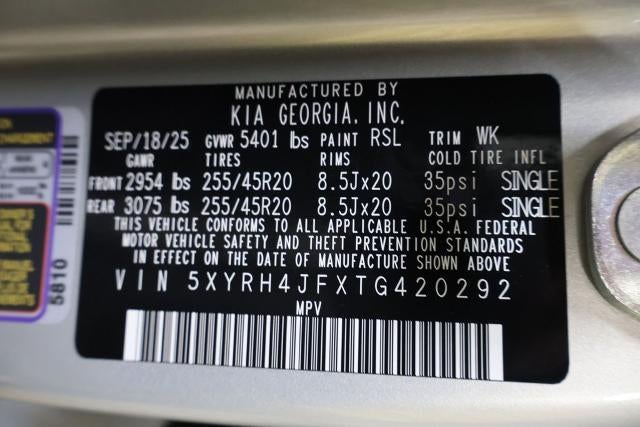 MANUFACTURED BY
KIA GEORGIA, INC.
SEP/18/25 GVWR 5401 lbs PAINT RSL TRIM WK
GAWR TIRES RIMS COLD TIRE INFL
FRONT 2954 lbs 255/45R20 8.5Jx20 35psi SINGLE
REAR 3075 lbs 255/45R20 8.5Jx20 35psi SINGLE
THIS VEHICLE CONFORMS TO ALL APPLICABLE U.S.A. FEDERAL
MOTOR VEHICLE SAFETY AND THEFT PREVENTION STANDARDS
IN EFFECT ON THE DATE OF MANUFACTURE SHOWN ABOVE
VIN 5XYRH4JFXTG420292
MPV
5810